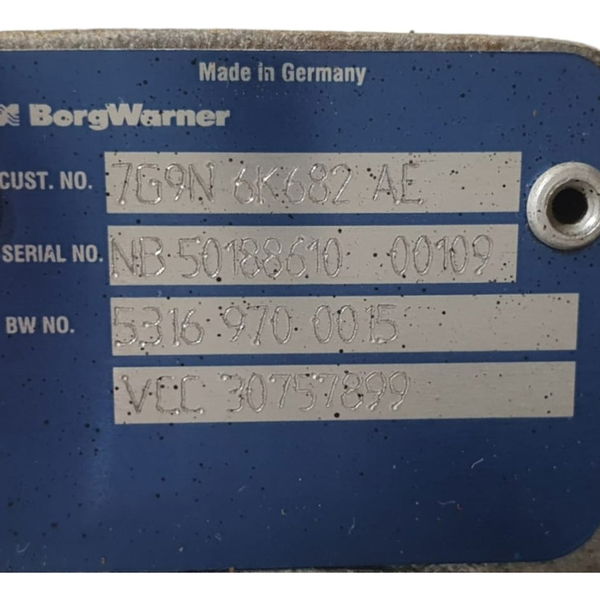 Made in Germany
BorgWarner
CUST. NO. 7G9N 6K682 AE
SERIAL NO. NB 50188610 00109
BW NO. 5316 970 0015
VCC 30757899